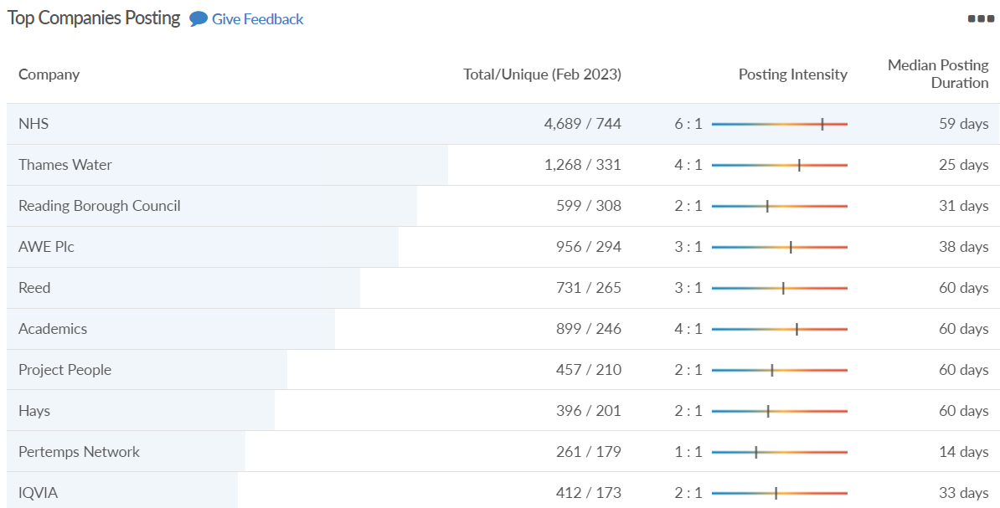 Top Companies Posting Give Feedback
Company Total/Unique (Feb 2023) Posting Intensity Median Posting Duration
NHS 4,689 / 744 6 : 1 59 days
Thames Water 1,268 / 331 4 : 1 25 days
Reading Borough Council 599 / 308 2 : 1 31 days
AWE Plc 956 / 294 3 : 1 38 days
Reed 731 / 265 3 : 1 60 days
Academics 899 / 246 4 : 1 60 days
Project People 457 / 210 2 : 1 60 days
Hays 396 / 201 2 : 1 60 days
Pertemps Network 261 / 179 1 : 1 14 days
IQVIA 412 / 173 2 : 1 33 days